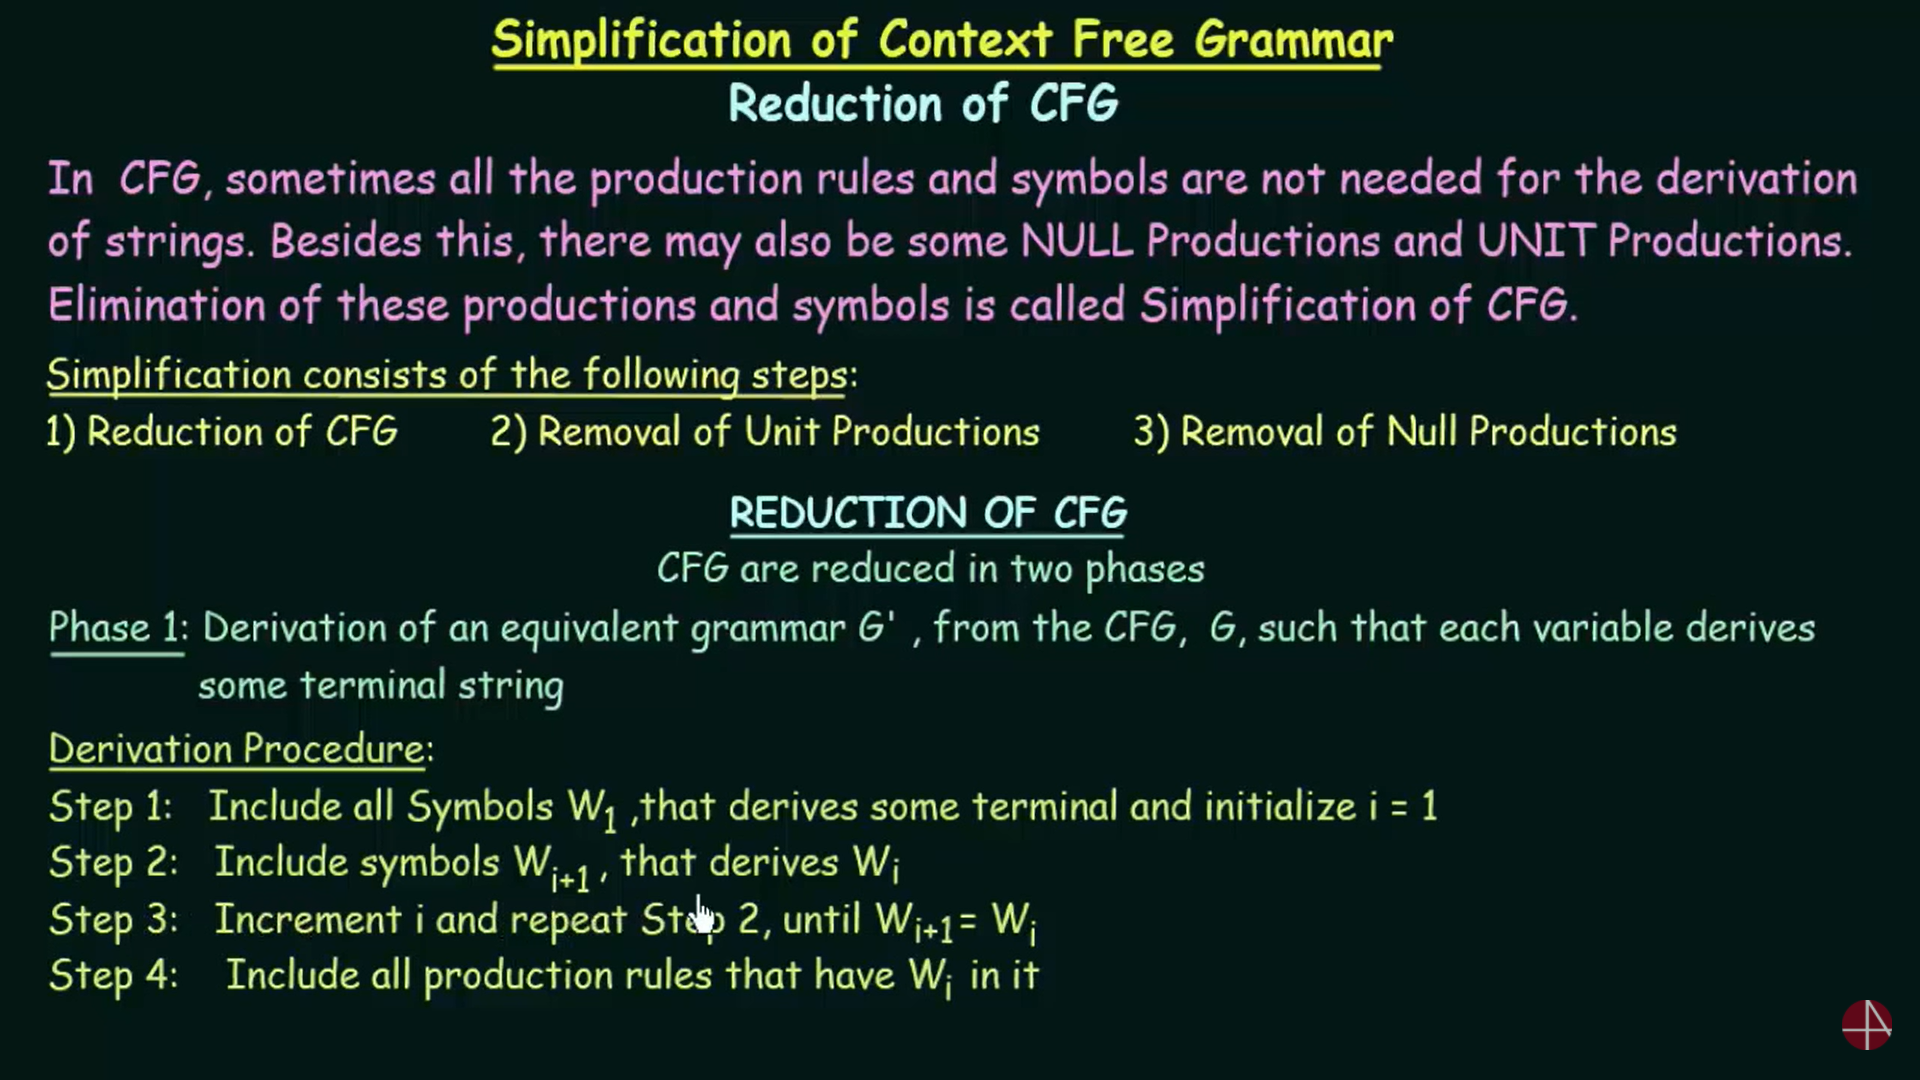 Simplification of Context Free Grammar
Reduction of CFG
In CFG, sometimes all the production rules and symbols are not needed for the derivation
of strings. Besides this, there may also be some NULL Productions and UNIT Productions.
Elimination of these productions and symbols is called Simplification of CFG.
Simplification consists of the following steps:
1) Reduction of CFG 2) Removal of Unit Productions 3) Removal of Null Productions
REDUCTION OF CFG
CFG are reduced in two phases
Phase 1: Derivation of an equivalent grammar G' , from the CFG, G, such that each variable derives
some terminal string
Derivation Procedure:
Step 1: Include all Symbols W1 ,that derives some terminal and initialize i = 1
Step 2: Include symbols Wi+1 , that derives Wi
Step 3: Increment i and repeat Step 2, until Wi+1 = Wi
Step 4: Include all production rules that have Wi in it